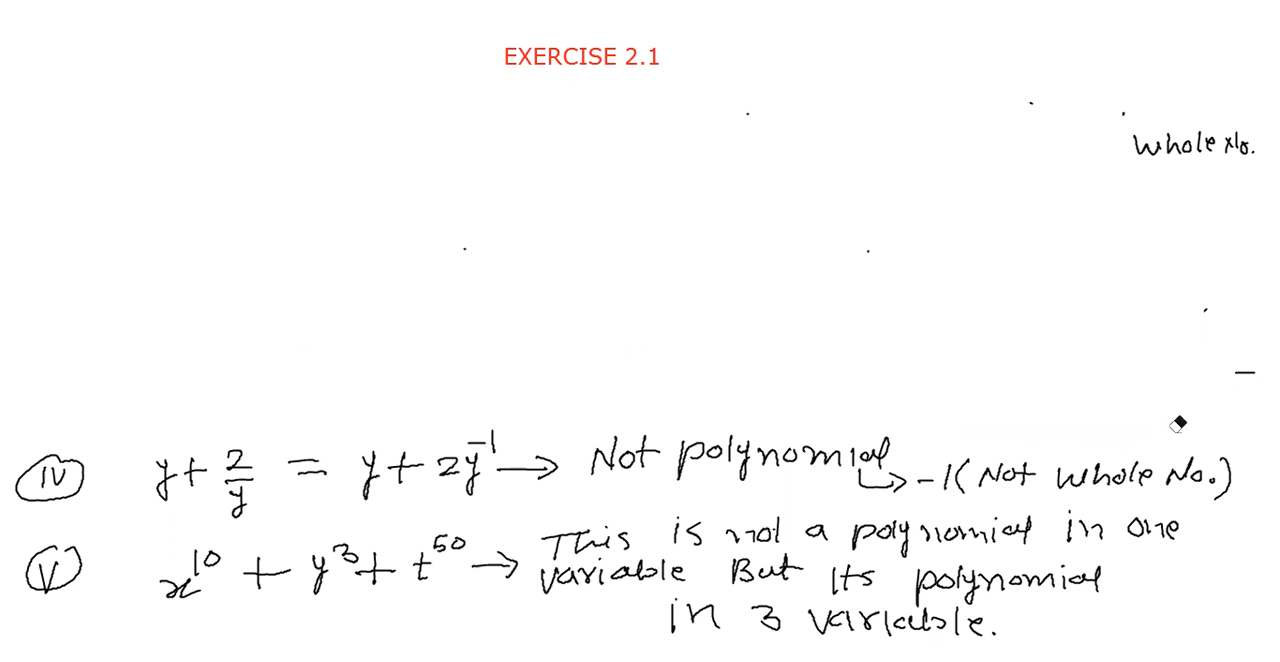 EXERCISE 2.1
Whole No.
(iv) y + 2/y = y + 2y⁻¹ → Not polynomial
↳ -1 (Not Whole No.)
(v) x¹⁰ + y³ + t⁵⁰ → This is not a polynomial in one
variable But Its polynomial
in 3 variable.